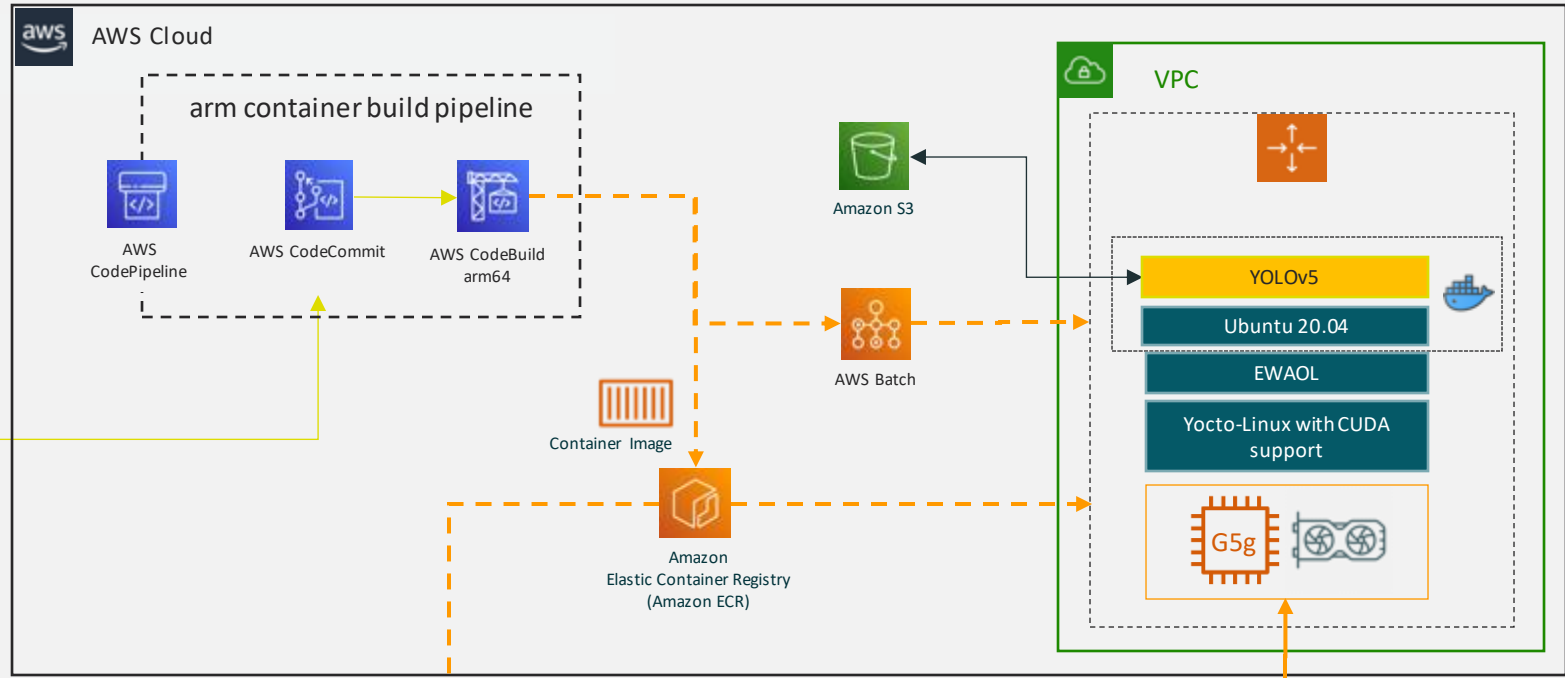 aws
AWS Cloud
arm container build pipeline
</>
AWS
CodePipeline
</>
AWS CodeCommit
</>
AWS CodeBuild
arm64
Amazon S3
AWS Batch
Container Image
Amazon
Elastic Container Registry
(Amazon ECR)
VPC
YOLOv5
Ubuntu 20.04
EWAOL
Yocto-Linux with CUDA
support
G5g